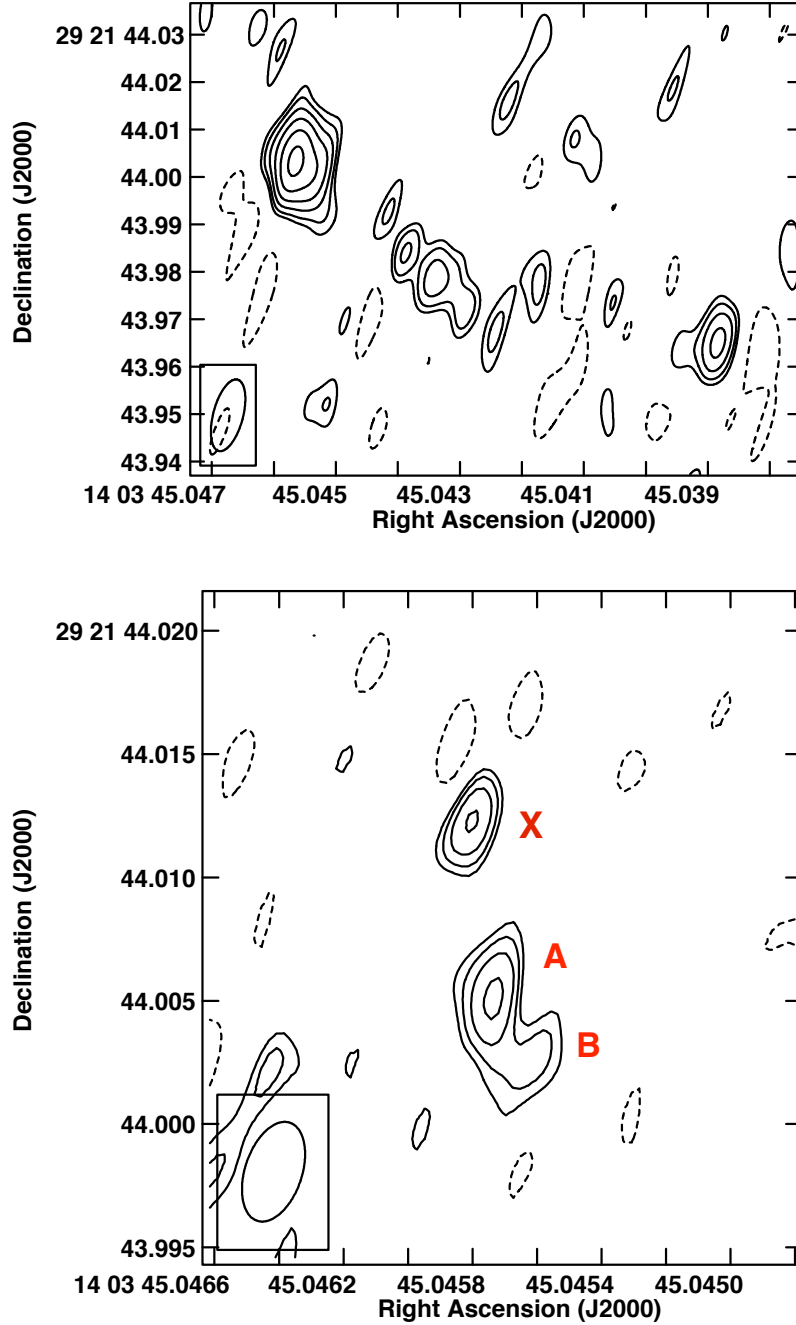 29 21 44.03
44.02
44.01
44.00
43.99
43.98
43.97
43.96
43.95
43.94
Declination (J2000)
14 03 45.047 45.045 45.043 45.041 45.039
Right Ascension (J2000)
29 21 44.020
44.015
44.010
44.005
44.000
43.995
Declination (J2000)
X
A
B
14 03 45.0466 45.0462 45.0458 45.0454 45.0450
Right Ascension (J2000)